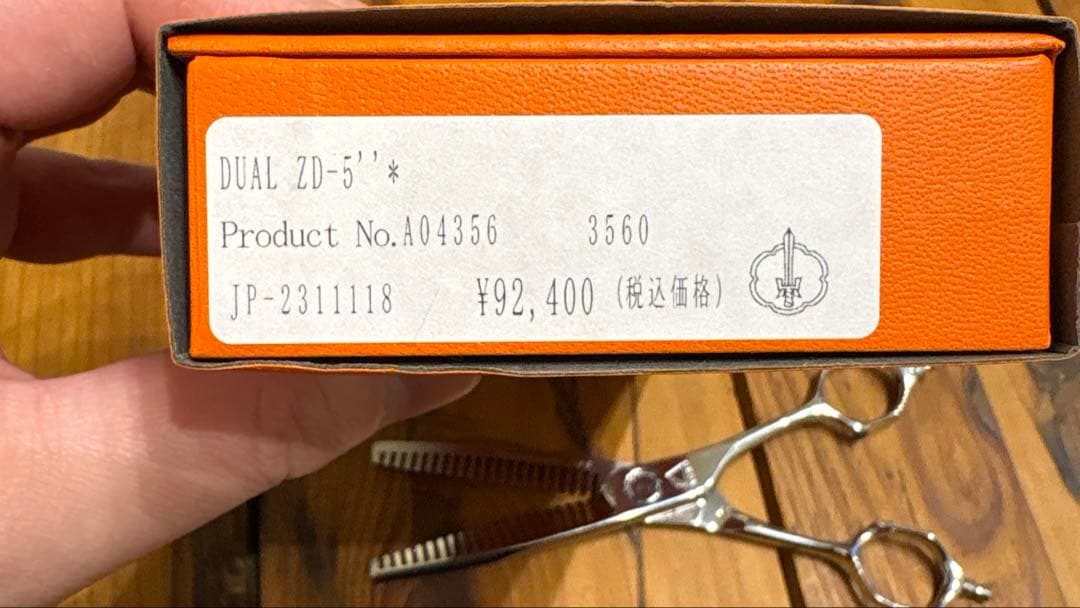 DUAL ZD-5''*
Product No.A04356 3560
JP-2311118 ¥92,400 (税込価格)